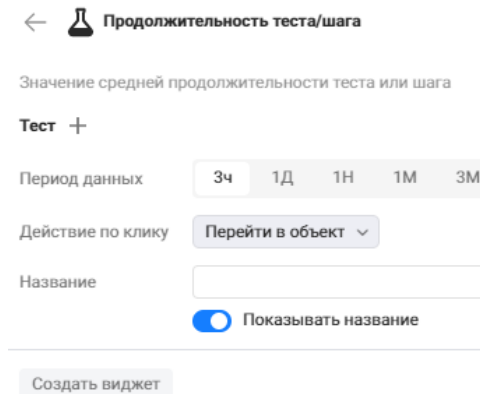 Продолжительность теста/шага
Значение средней продолжительности теста или шага
Тест +
Период данных 3ч 1Д 1Н 1М 3М
Действие по клику Перейти в объект
Название
Показывать название
Создать виджет